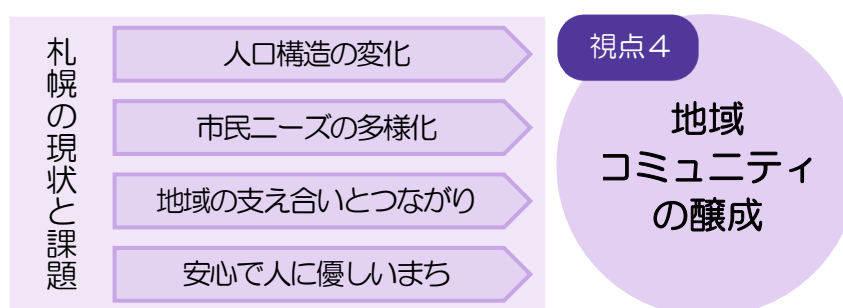 札幌の現状と課題
人口構造の変化
市民ニーズの多様化
地域の支え合いとつながり
安心で人に優しいまち
視点4
地域
コミュニティ
の醸成